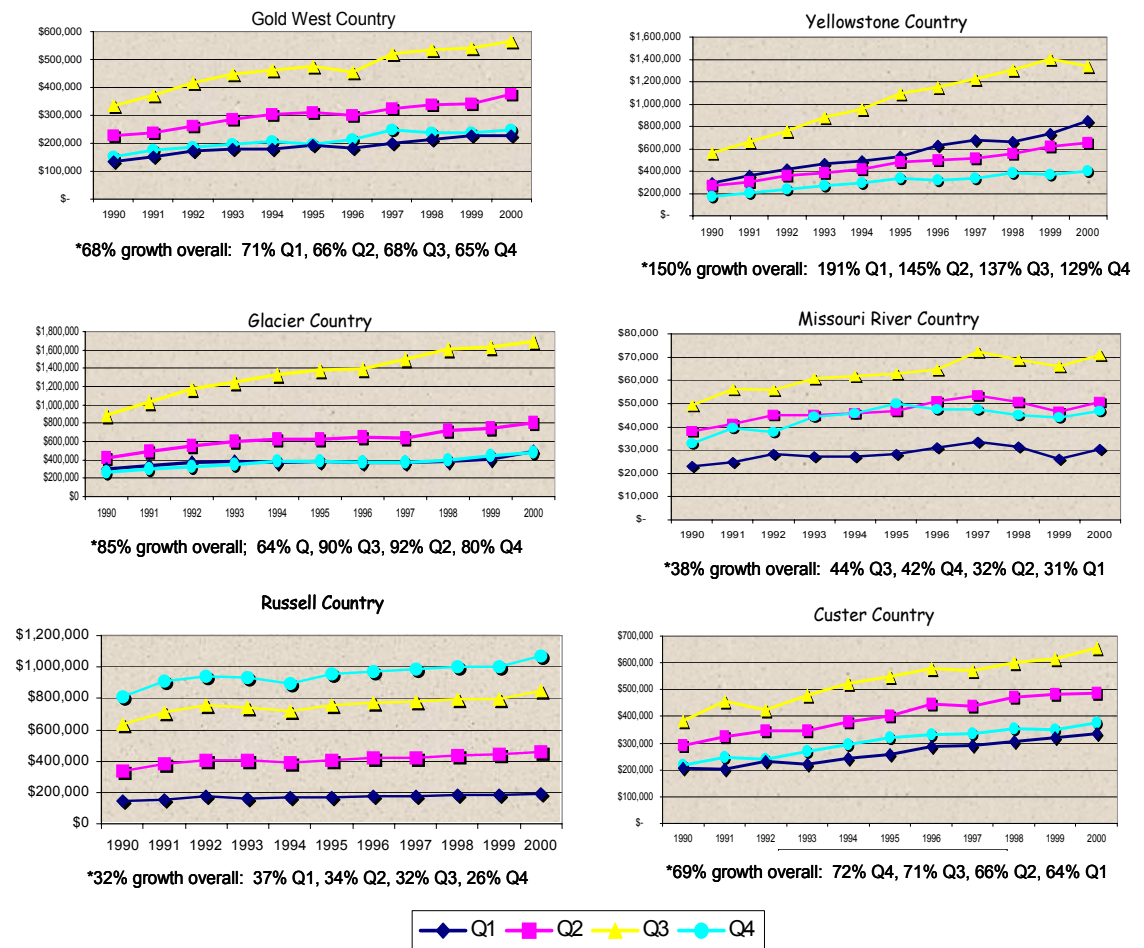 Gold West Country
$600,000
$500,000
$400,000
$300,000
$200,000
$100,000
$-
1990 1991 1992 1993 1994 1995 1996 1997 1998 1999 2000
*68% growth overall: 71% Q1, 66% Q2, 68% Q3, 65% Q4
Yellowstone Country
$1,600,000
$1,400,000
$1,200,000
$1,000,000
$800,000
$600,000
$400,000
$200,000
$-
1990 1991 1992 1993 1994 1995 1996 1997 1998 1999 2000
*150% growth overall: 191% Q1, 145% Q2, 137% Q3, 129% Q4
Glacier Country
$1,800,000
$1,600,000
$1,400,000
$1,200,000
$1,000,000
$800,000
$600,000
$400,000
$200,000
$0
1990 1991 1992 1993 1994 1995 1996 1997 1998 1999 2000
*85% growth overall; 64% Q, 90% Q3, 92% Q2, 80% Q4
Missouri River Country
$80,000
$70,000
$60,000
$50,000
$40,000
$30,000
$20,000
$10,000
$-
1990 1991 1992 1993 1994 1995 1996 1997 1998 1999 2000
*38% growth overall: 44% Q3, 42% Q4, 32% Q2, 31% Q1
Russell Country
$1,200,000
$1,000,000
$800,000
$600,000
$400,000
$200,000
$0
1990 1991 1992 1993 1994 1995 1996 1997 1998 1999 2000
*32% growth overall: 37% Q1, 34% Q2, 32% Q3, 26% Q4
Custer Country
$700,000
$600,000
$500,000
$400,000
$300,000
$200,000
$100,000
$-
1990 1991 1992 1993 1994 1995 1996 1997 1998 1999 2000
*69% growth overall: 72% Q4, 71% Q3, 66% Q2, 64% Q1
Q1 Q2 Q3 Q4